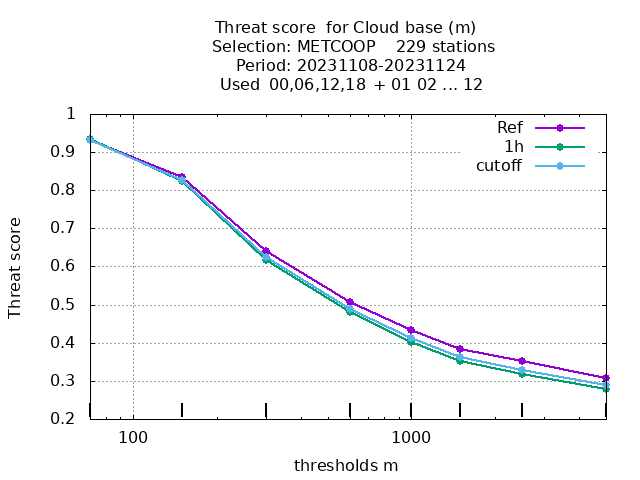 Threat score  for Cloud base (m)
Selection: METCOOP    229 stations
Period: 20231108-20231124
Used  00,06,12,18  + 01 02 ... 12
Ref
1h
cutoff
Threat score
1
0.9
0.8
0.7
0.6
0.5
0.4
0.3
0.2
100
1000
thresholds m